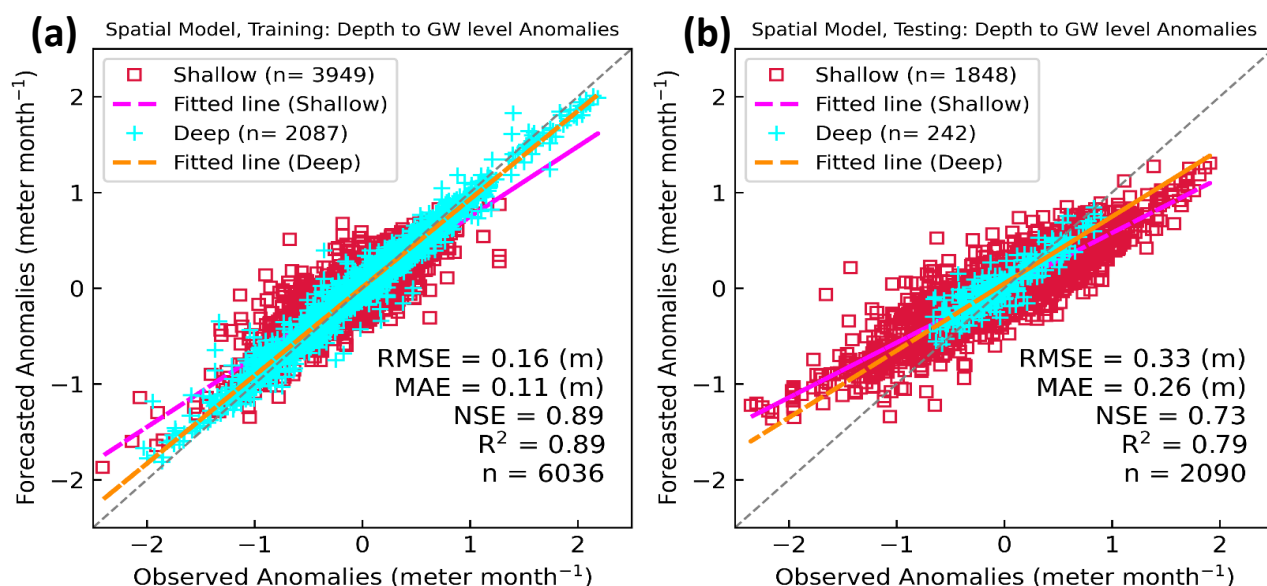 (a)
Spatial Model, Training: Depth to GW level Anomalies
Shallow (n= 3949)
Fitted line (Shallow)
Deep (n= 2087)
Fitted line (Deep)
2
1
0
−1
−2
Forecasted Anomalies (meter month⁻¹)
RMSE = 0.16 (m)
MAE = 0.11 (m)
NSE = 0.89
R² = 0.89
n = 6036
−2 −1 0 1 2
Observed Anomalies (meter month⁻¹)
(b)
Spatial Model, Testing: Depth to GW level Anomalies
Shallow (n= 1848)
Fitted line (Shallow)
Deep (n= 242)
Fitted line (Deep)
2
1
0
−1
−2
Forecasted Anomalies (meter month⁻¹)
RMSE = 0.33 (m)
MAE = 0.26 (m)
NSE = 0.73
R² = 0.79
n = 2090
−2 −1 0 1 2
Observed Anomalies (meter month⁻¹)